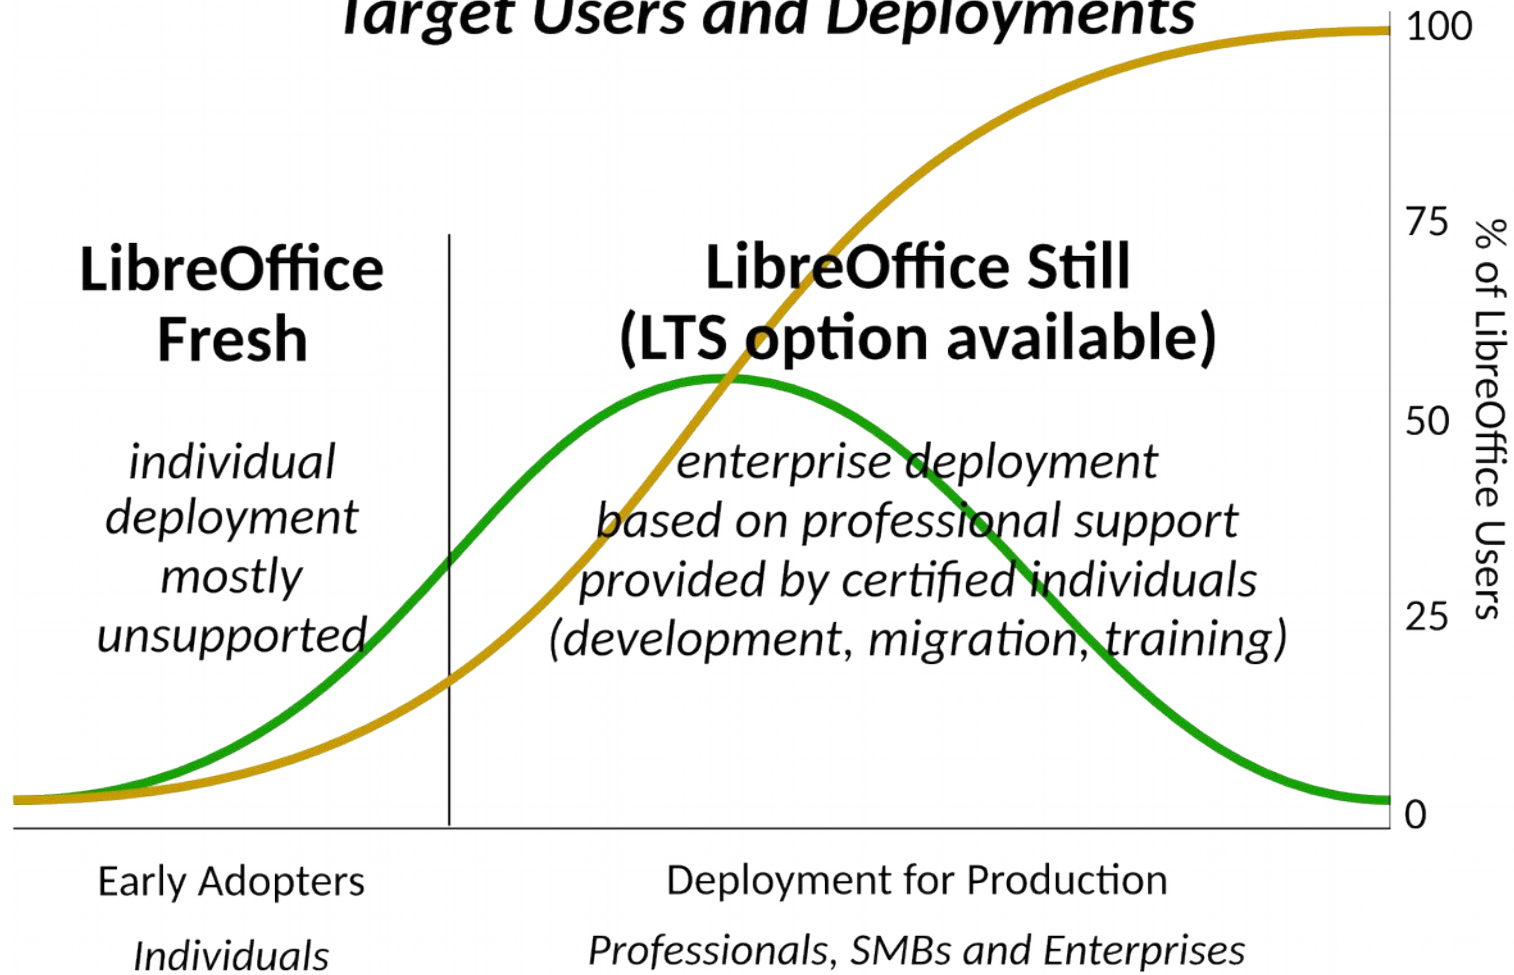 Target Users and Deployments
100
75
50
25
0
% of LibreOffice Users
LibreOffice
Fresh
individual
deployment
mostly
unsupported
LibreOffice Still
(LTS option available)
enterprise deployment
based on professional support
provided by certified individuals
(development, migration, training)
Early Adopters
Individuals
Deployment for Production
Professionals, SMBs and Enterprises